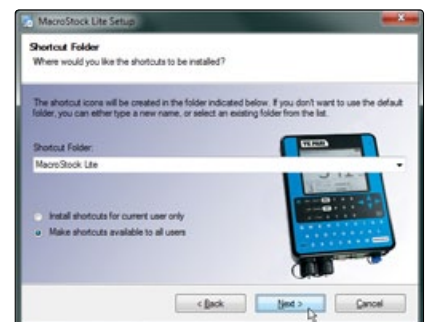 MacroStock Lite Setup
Shortcut Folder
Where would you like the shortcuts to be installed?
The shortcut icons will be created in the folder indicated below. If you don't want to use the default
folder, you can either type a new name, or select an existing folder from the list.
Shortcut Folder:
MacroStock Lite
Install shortcuts for current user only
Make shortcuts available to all users
< Back
Next >
Cancel